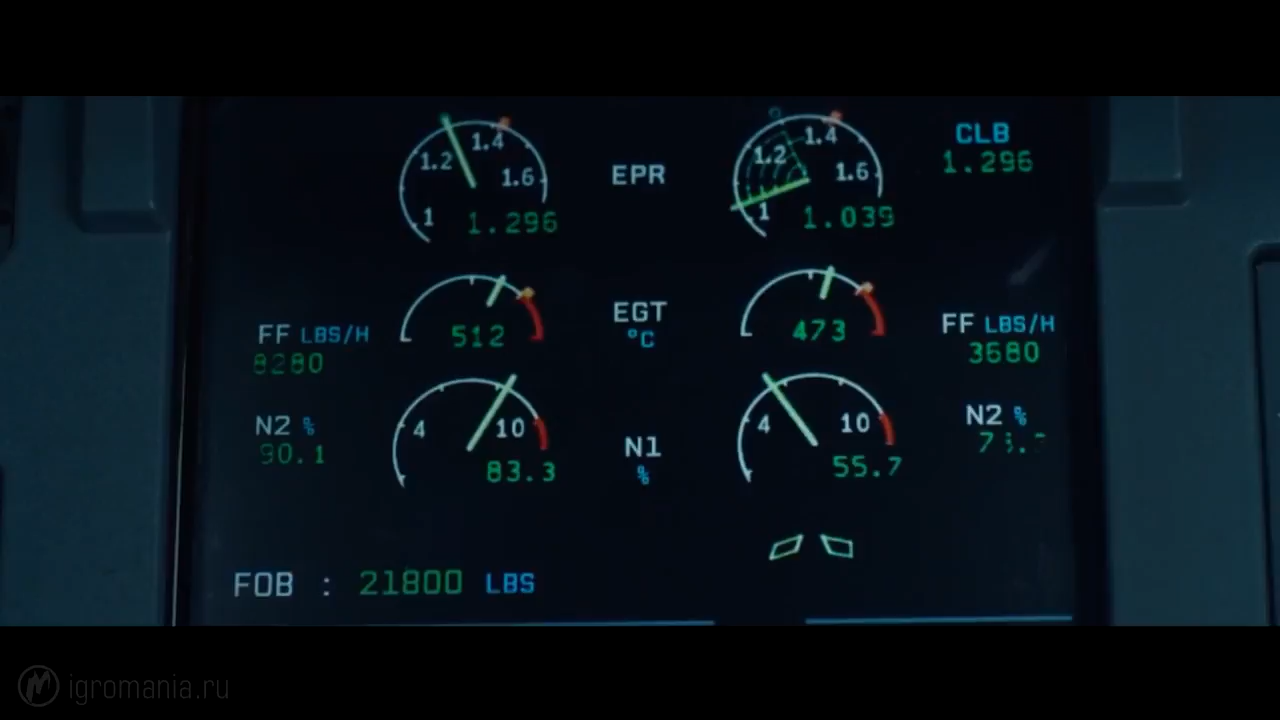 1.2 1.4 1.6 1 1.296
EPR
1.2 1.4 1.6 1 1.039
CLB
1.296
FF LBS/H
8280
512
EGT
°C
473
FF LBS/H
3680
N2 %
90.1
4 10
83.3
N1
%
4 10
55.7
N2 %
FOB : 21800 LBS
igromania.ru